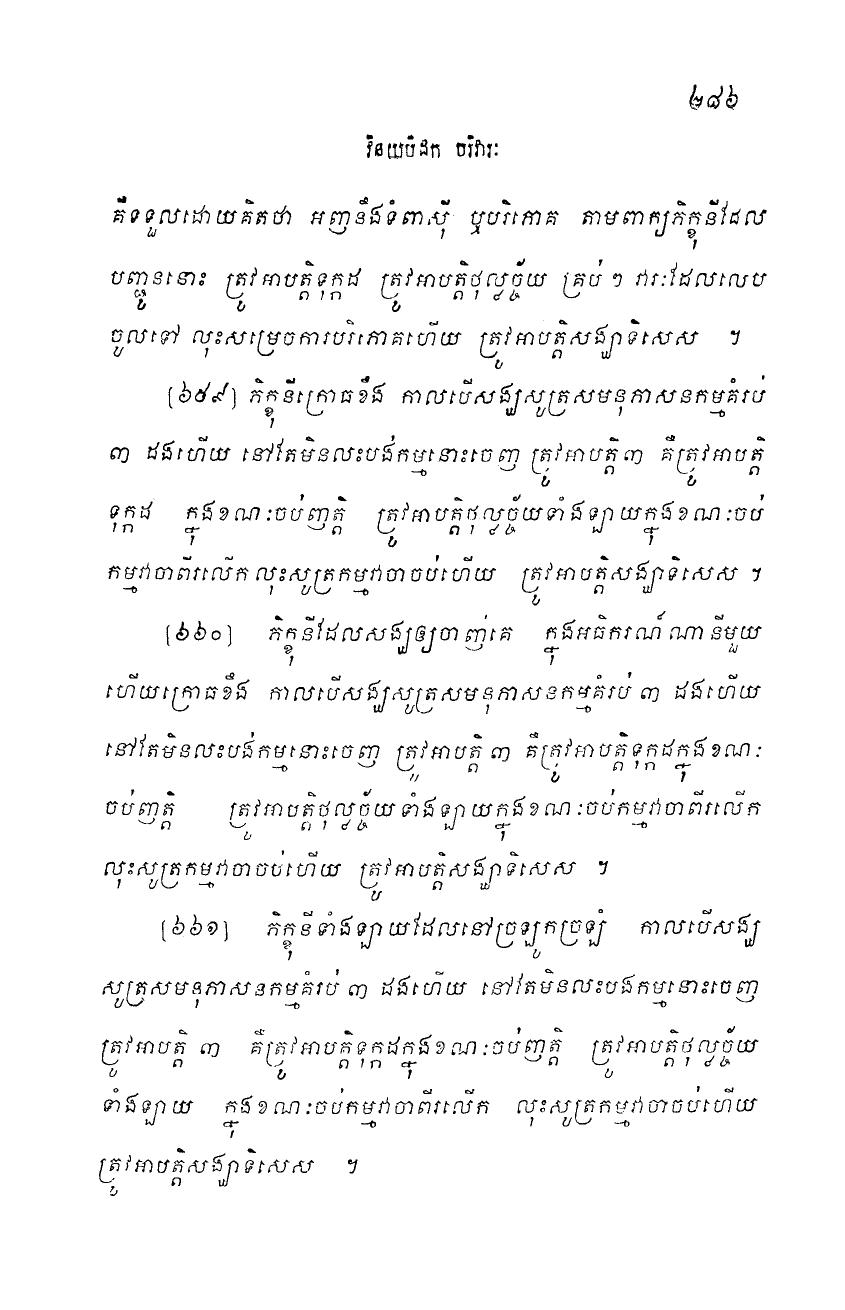 ២៨៦
វិនយបិដក បរិវារៈ
គឺទទួលដោយគិតថា អញនឹងទំពាស៊ី ឬបរិភោគ តាមពាក្យភិក្ខុនីដែល
បញ្ជូននោះ ត្រូវអាបត្តិទុក្កដ ត្រូវអាបត្តិថុល្លច្ច័យ គ្រប់ៗ វារៈដែលលេប
ចូលទៅ លុះសម្រេចការបរិភោគហើយ ត្រូវអាបត្តិសង្ឃាទិសេស ។
[៦៥៩] ភិក្ខុនីក្រោធខឹង កាលបើសង្ឃសូត្រសមនុភាសនកម្មគំរប់
៣ ដងហើយ នៅតែមិនលះបង់កម្មនោះចេញ ត្រូវអាបត្តិ៣ គឺត្រូវអាបត្តិ
ទុក្កដ ក្នុងខណៈចប់ញត្តិ ត្រូវអាបត្តិថុល្លច្ច័យទាំងឡាយក្នុងខណៈចប់
កម្មវាចាពីរលើក លុះសូត្រកម្មវាចាចប់ហើយ ត្រូវអាបត្តិសង្ឃាទិសេស ។
[៦៦០] ភិក្ខុនីដែលសង្ឃឲ្យចាញ់គេ ក្នុងអធិករណ៍ណានីមួយ
ហើយក្រោធខឹង កាលបើសង្ឃសូត្រសមនុភាសនកម្មគំរប់ ៣ ដងហើយ
នៅតែមិនលះបង់កម្មនោះចេញ ត្រូវអាបត្តិ ៣ គឺត្រូវអាបត្តិទុក្កដក្នុងខណៈ
ចប់ញត្តិ ត្រូវអាបត្តិថុល្លច្ច័យទាំងឡាយក្នុងខណៈចប់កម្មវាចាពីរលើក
លុះសូត្រកម្មវាចាចប់ហើយ ត្រូវអាបត្តិសង្ឃាទិសេស ។
[៦៦១] ភិក្ខុនីទាំងឡាយដែលនៅច្រឡូកច្រឡំ កាលបើសង្ឃ
សូត្រសមនុភាសនកម្មគំរប់ ៣ ដងហើយ នៅតែមិនលះបងកម្មនោះចេញ
ត្រូវអាបត្តិ ៣ គឺត្រូវអាបត្តិទុក្កដក្នុងខណៈចប់ញត្តិ ត្រូវអាបត្តិថុល្លច្ច័យ
ទាំងឡាយ ក្នុងខណៈចប់កម្មវាចាពីរលើក លុះសូត្រកម្មវាចាចប់ហើយ
ត្រូវអាបត្តិសង្ឃាទិសេស ។